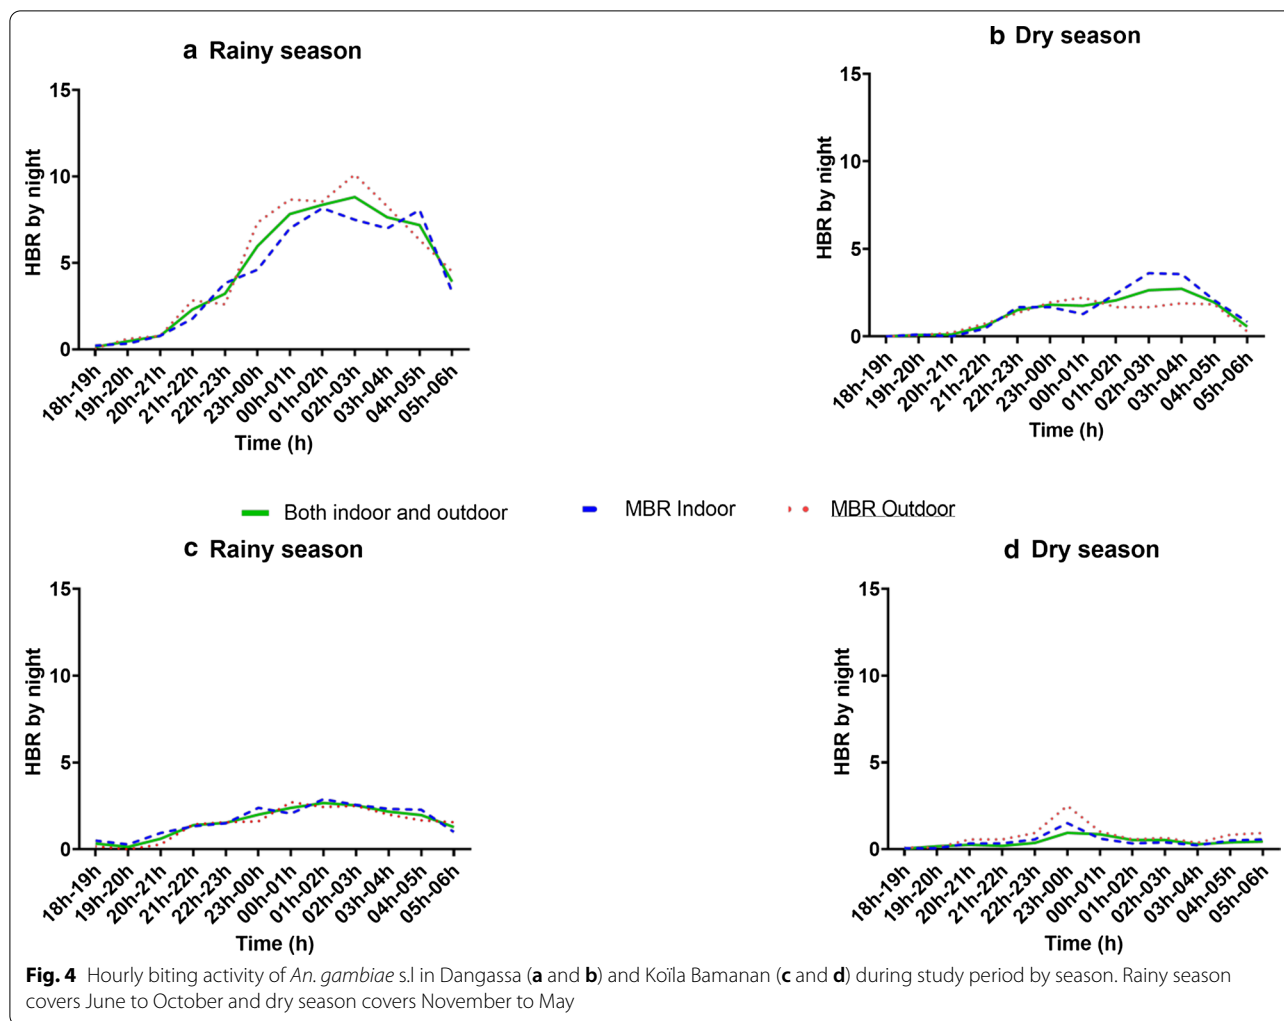 a Rainy season
HBR by night
15
10
5
0
18h-19h
19h-20h
20h-21h
21h-22h
22h-23h
23h-00h
00h-01h
01h-02h
02h-03h
03h-04h
04h-05h
05h-06h
Time (h)
b Dry season
HBR by night
15
10
5
0
18h-19h
19h-20h
20h-21h
21h-22h
22h-23h
23h-00h
00h-01h
01h-02h
02h-03h
03h-04h
04h-05h
05h-06h
Time (h)
Both indoor and outdoor MBR Indoor MBR Outdoor
c Rainy season
HBR by night
15
10
5
0
18h-19h
19h-20h
20h-21h
21h-22h
22h-23h
23h-00h
00h-01h
01h-02h
02h-03h
03h-04h
04h-05h
05h-06h
Time (h)
d Dry season
HBR by night
15
10
5
0
18h-19h
19h-20h
20h-21h
21h-22h
22h-23h
23h-00h
00h-01h
01h-02h
02h-03h
03h-04h
04h-05h
05h-06h
Time (h)
Fig. 4 Hourly biting activity of An. gambiae s.l in Dangassa (a and b) and Koïla Bamanan (c and d) during study period by season. Rainy season
covers June to October and dry season covers November to May